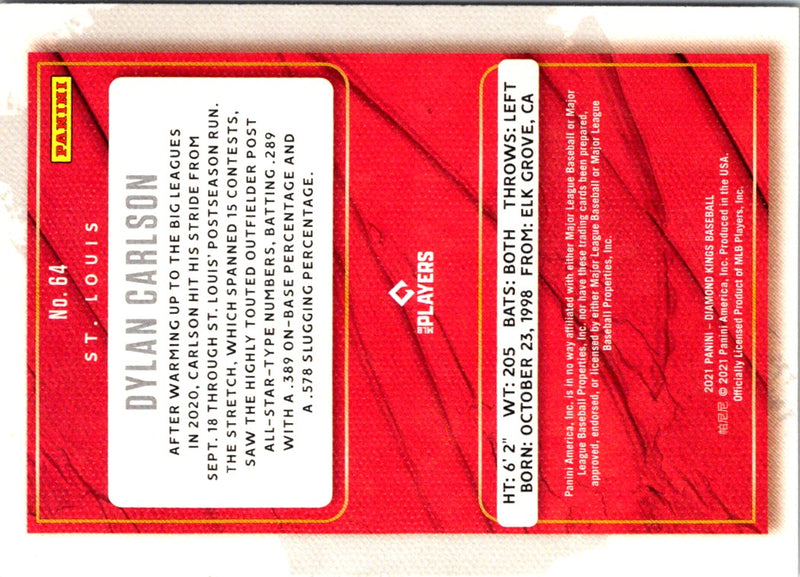 PANINI
No. 64
ST. LOUIS
DYLAN CARLSON
AFTER WARMING UP TO THE BIG LEAGUES
IN 2020, CARLSON HIT HIS STRIDE FROM
SEPT. 18 THROUGH ST. LOUIS' POSTSEASON RUN.
THE STRETCH, WHICH SPANNED 15 CONTESTS,
SAW THE HIGHLY TOUTED OUTFIELDER POST
ALL-STAR-TYPE NUMBERS, BATTING .289
WITH A .389 ON-BASE PERCENTAGE AND
A .578 SLUGGING PERCENTAGE.
MLB PLAYERS
HT: 6' 2" WT: 205 BATS: BOTH THROWS: LEFT
BORN: OCTOBER 23, 1998 FROM: ELK GROVE, CA
Panini America, Inc. is in no way affiliated with either Major League Baseball or Major
League Baseball Properties, Inc, nor have these trading cards been prepared,
approved, endorsed, or licensed by either Major League Baseball or Major League
Baseball Properties, Inc.
2021 PANINI – DIAMOND KINGS BASEBALL
帕尼尼 © 2021 Panini America, Inc. Produced in the USA.
Officially Licensed Product of MLB Players, Inc.